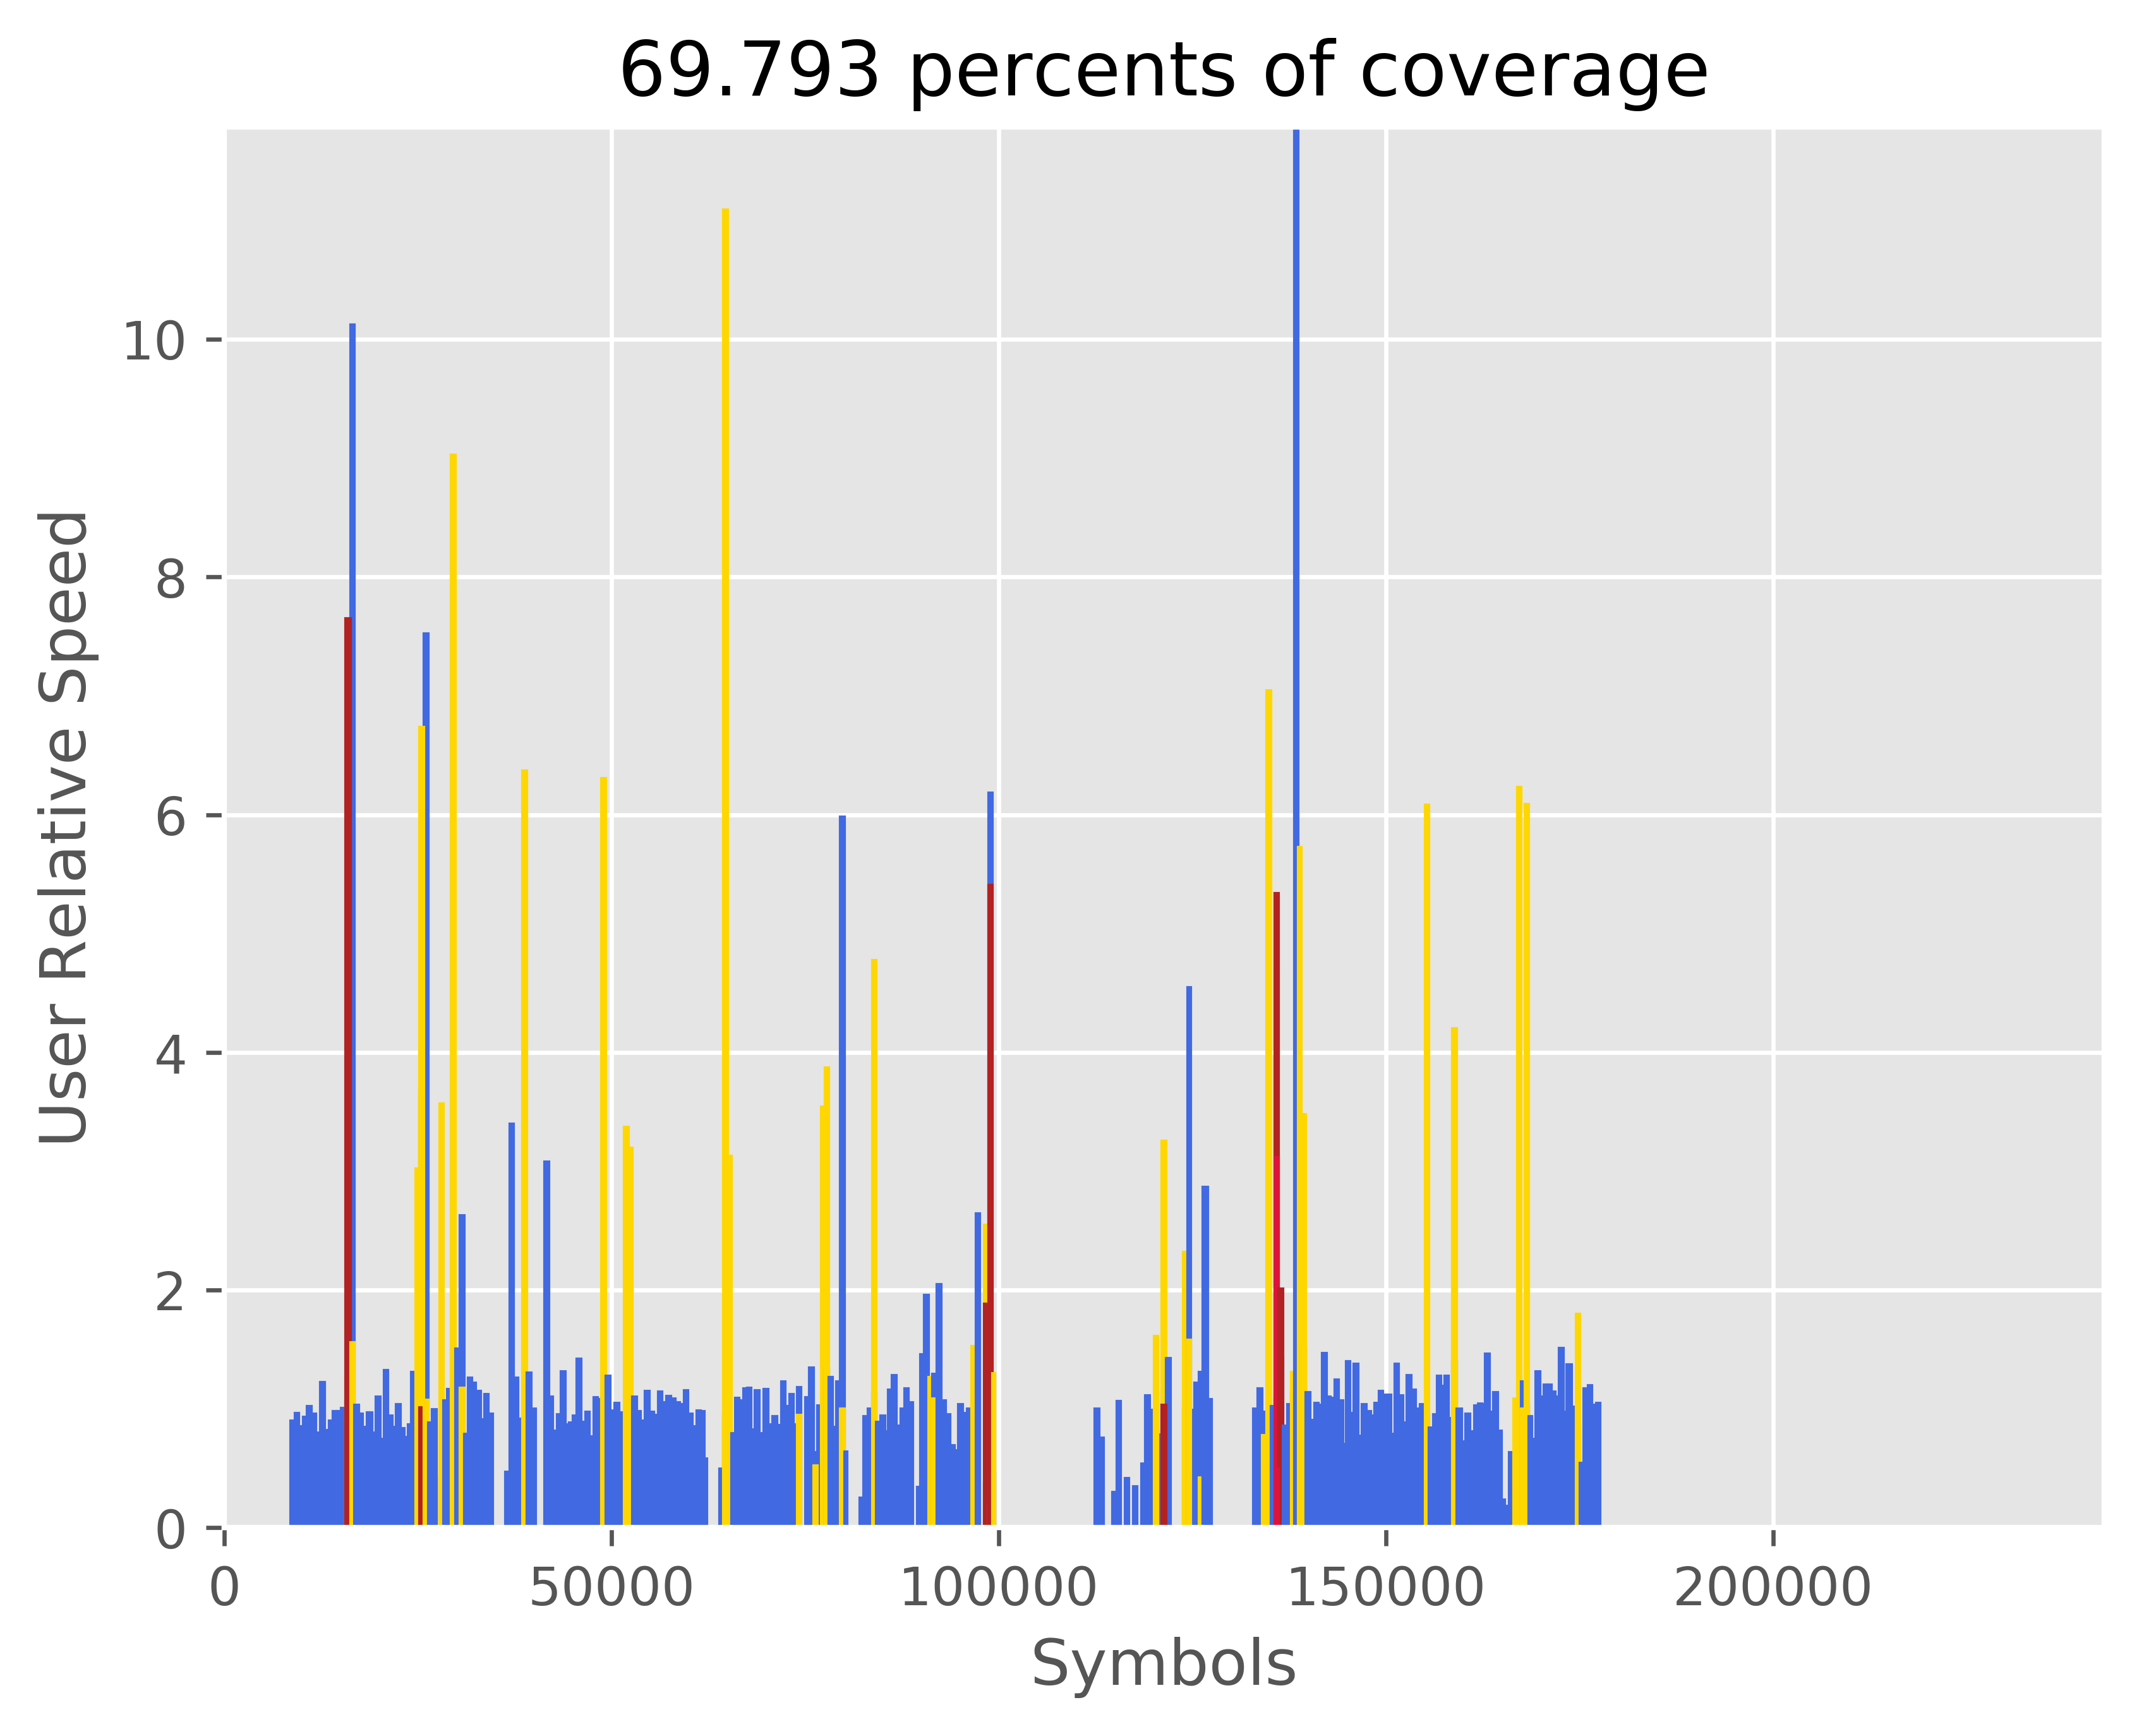 69.793 percents of coverage
User Relative Speed
10
8
6
4
2
0
0 50000 100000 150000 200000
Symbols